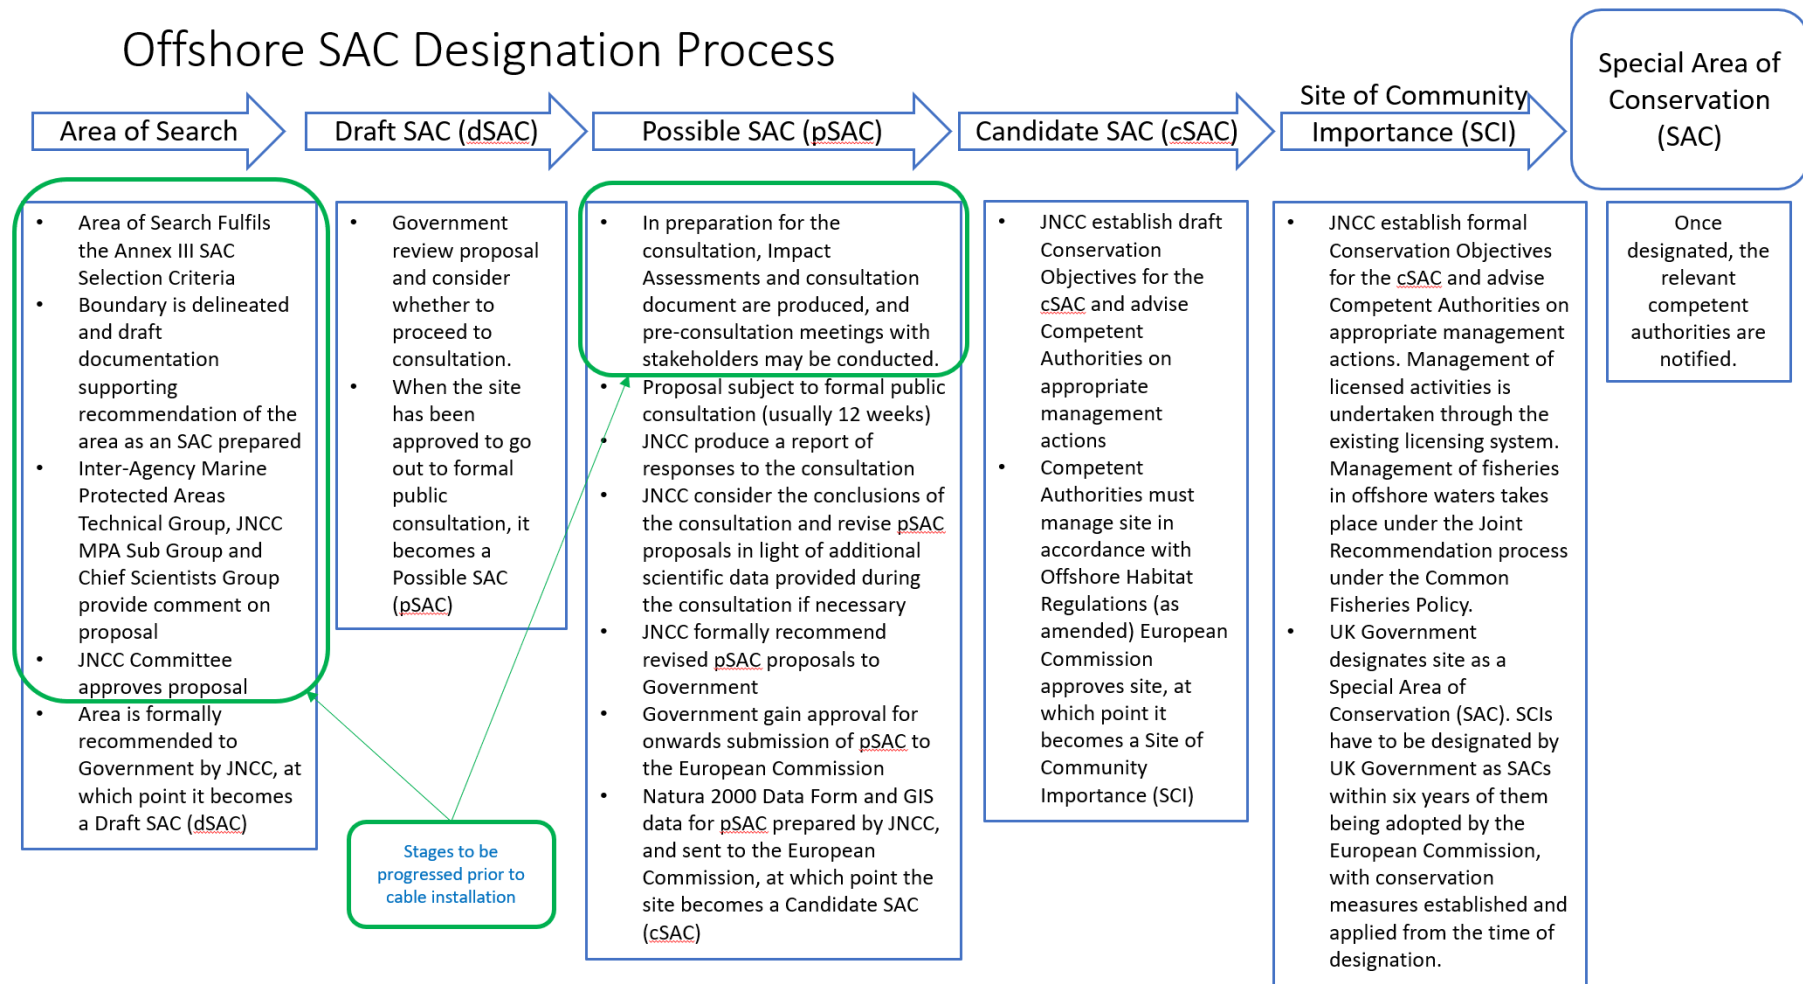 Offshore SAC Designation Process
Area of Search
Draft SAC (dSAC)
Possible SAC (pSAC)
Candidate SAC (cSAC)
Site of Community
Importance (SCI)
Special Area of
Conservation
(SAC)
• Area of Search Fulfils
the Annex III SAC
Selection Criteria
• Boundary is delineated
and draft
documentation
supporting
recommendation of the
area as an SAC prepared
• Inter-Agency Marine
Protected Areas
Technical Group, JNCC
MPA Sub Group and
Chief Scientists Group
provide comment on
proposal
• JNCC Committee
approves proposal
• Area is formally
recommended to
Government by JNCC, at
which point it becomes
a Draft SAC (dSAC)
• Government
review proposal
and consider
whether to
proceed to
consultation.
• When the site
has been
approved to go
out to formal
public
consultation, it
becomes a
Possible SAC
(pSAC)
• In preparation for the
consultation, Impact
Assessments and consultation
document are produced, and
pre-consultation meetings with
stakeholders may be conducted.
• Proposal subject to formal public
consultation (usually 12 weeks)
• JNCC produce a report of
responses to the consultation
• JNCC consider the conclusions of
the consultation and revise pSAC
proposals in light of additional
scientific data provided during
the consultation if necessary
• JNCC formally recommend
revised pSAC proposals to
Government
• Government gain approval for
onwards submission of pSAC to
the European Commission
• Natura 2000 Data Form and GIS
data for pSAC prepared by JNCC,
and sent to the European
Commission, at which point the
site becomes a Candidate SAC
(cSAC)
• JNCC establish draft
Conservation
Objectives for the
cSAC and advise
Competent
Authorities on
appropriate
management
actions
• Competent
Authorities must
manage site in
accordance with
Offshore Habitat
Regulations (as
amended) European
Commission
approves site, at
which point it
becomes a Site of
Community
Importance (SCI)
• JNCC establish formal
Conservation Objectives
for the cSAC and advise
Competent Authorities on
appropriate management
actions. Management of
licensed activities is
undertaken through the
existing licensing system.
Management of fisheries
in offshore waters takes
place under the Joint
Recommendation process
under the Common
Fisheries Policy.
• UK Government
designates site as a
Special Area of
Conservation (SAC). SCIs
have to be designated by
UK Government as SACs
within six years of them
being adopted by the
European Commission,
with conservation
measures established and
applied from the time of
designation.
Once
designated, the
relevant
competent
authorities are
notified.
Stages to be
progressed prior to
cable installation